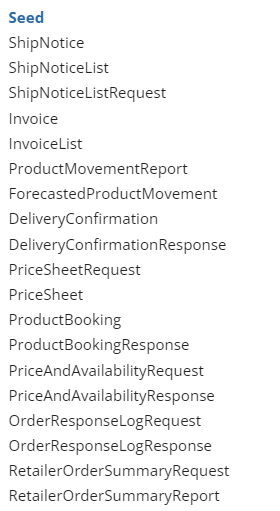 Seed
ShipNotice
ShipNoticeList
ShipNoticeListRequest
Invoice
InvoiceList
ProductMovementReport
ForecastedProductMovement
DeliveryConfirmation
DeliveryConfirmationResponse
PriceSheetRequest
PriceSheet
ProductBooking
ProductBookingResponse
PriceAndAvailabilityRequest
PriceAndAvailabilityResponse
OrderResponseLogRequest
OrderResponseLogResponse
RetailerOrderSummaryRequest
RetailerOrderSummaryReport